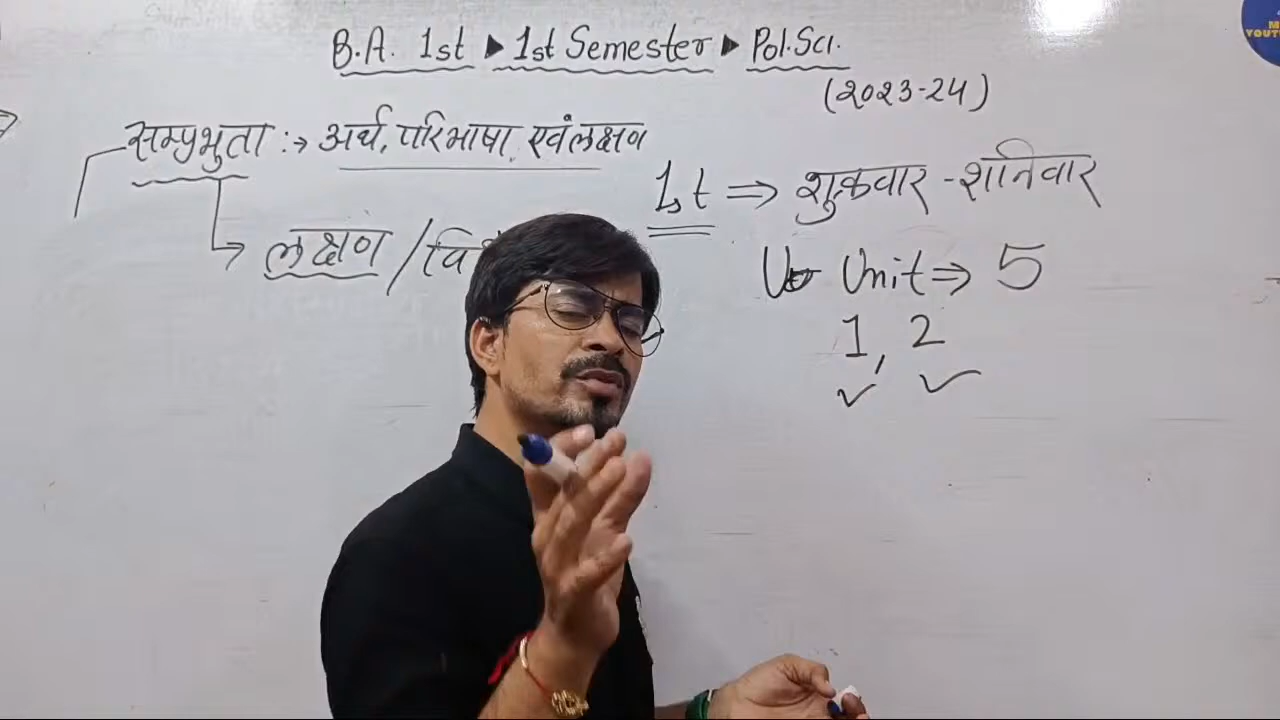 B.A. 1st ▶ 1st Semester ▶ Pol.Sci.
(2023-24)
सम्प्रभुता :→ अर्थ, परिभाषा, एवं लक्षण
1st ⇒ शुक्रवार - शनिवार
लक्षण /
Unit ⇒ 5
1, 2